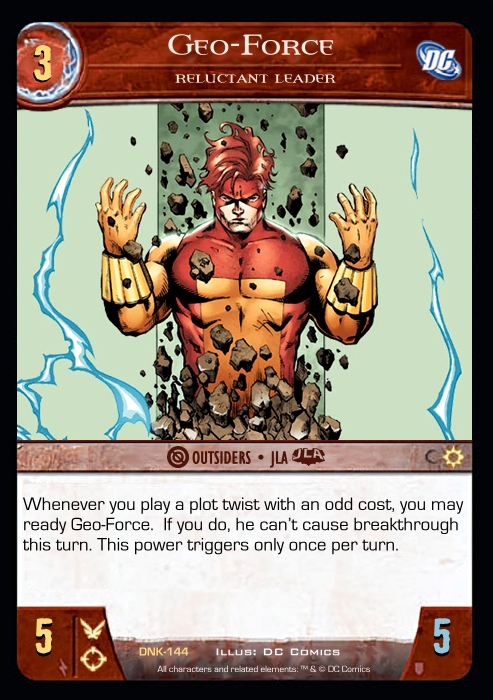 3
Geo-Force
DC
RELUCTANT LEADER
OUTSIDERS • JLA JLA
C
Whenever you play a plot twist with an odd cost, you may
ready Geo-Force. If you do, he can't cause breakthrough
this turn. This power triggers only once per turn.
5
5
DNK-144 ILLUS: DC COMICS
All characters and related elements: ™ & © DC Comics